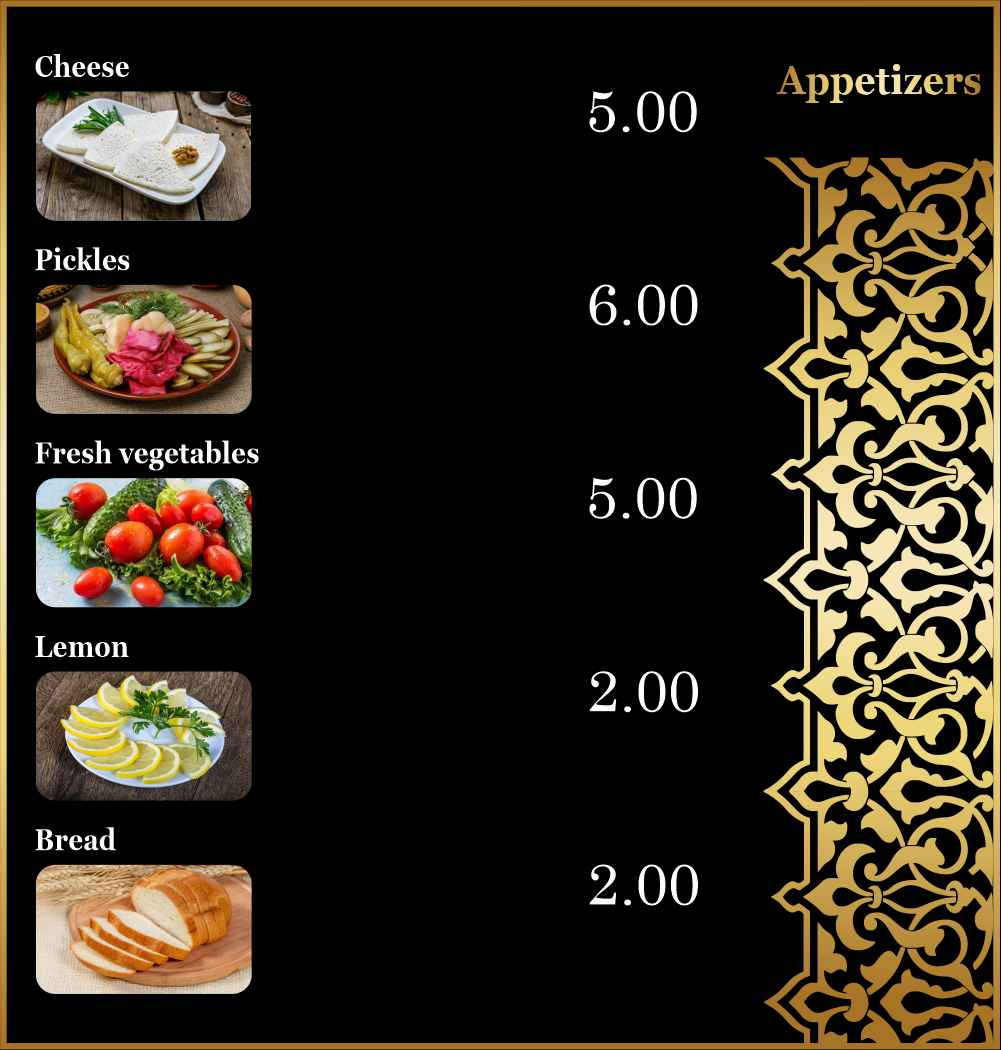 Appetizers
Cheese
5.00
Pickles
6.00
Fresh vegetables
5.00
Lemon
2.00
Bread
2.00